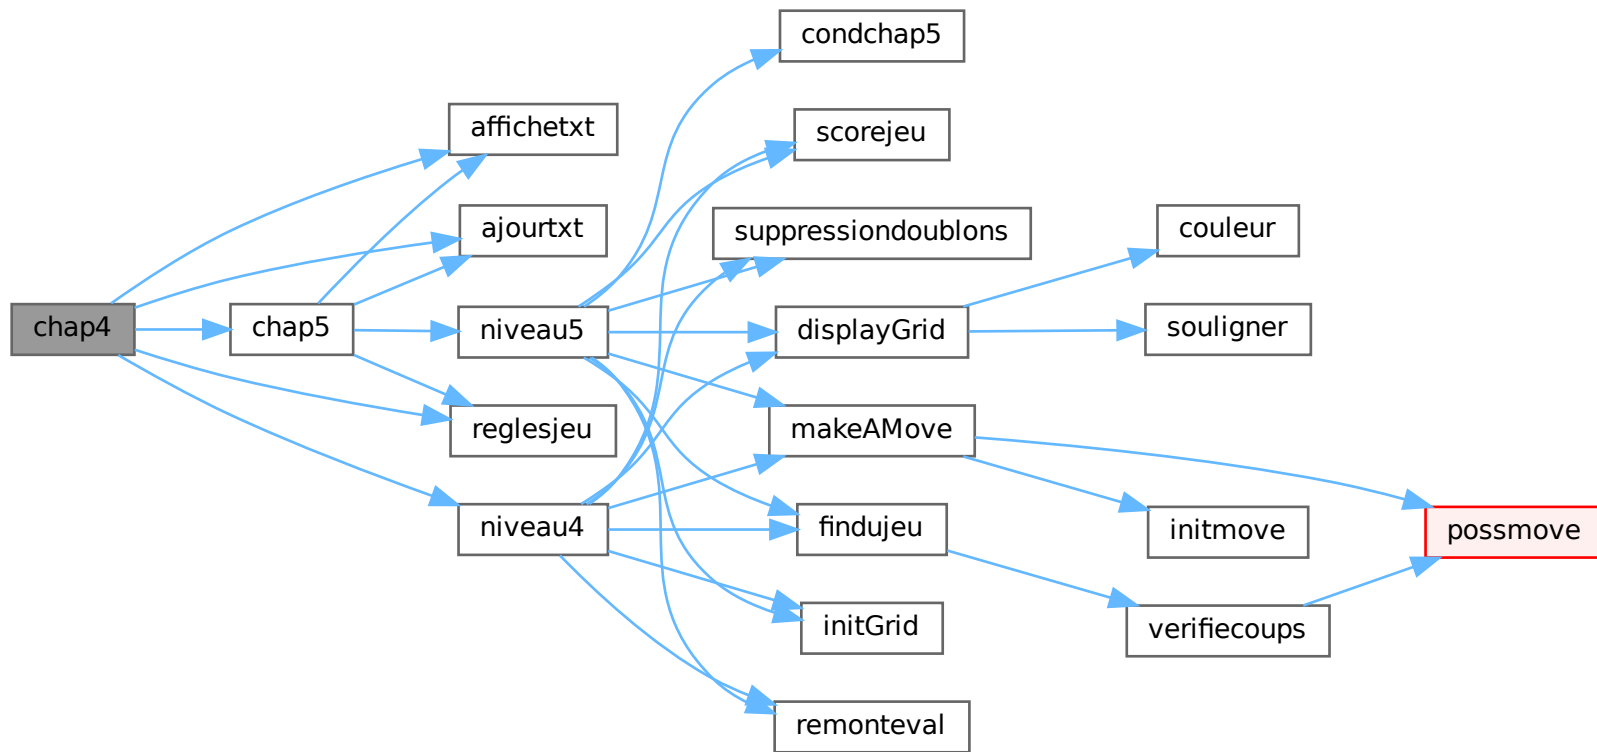 condchap5
affichetxt
scorejeu
ajourtxt
suppressiondoublons
couleur
chap4
chap5
niveau5
displayGrid
souligner
reglesjeu
makeAMove
niveau4
findujeu
initmove
possmove
initGrid
verifiecoups
remonteval